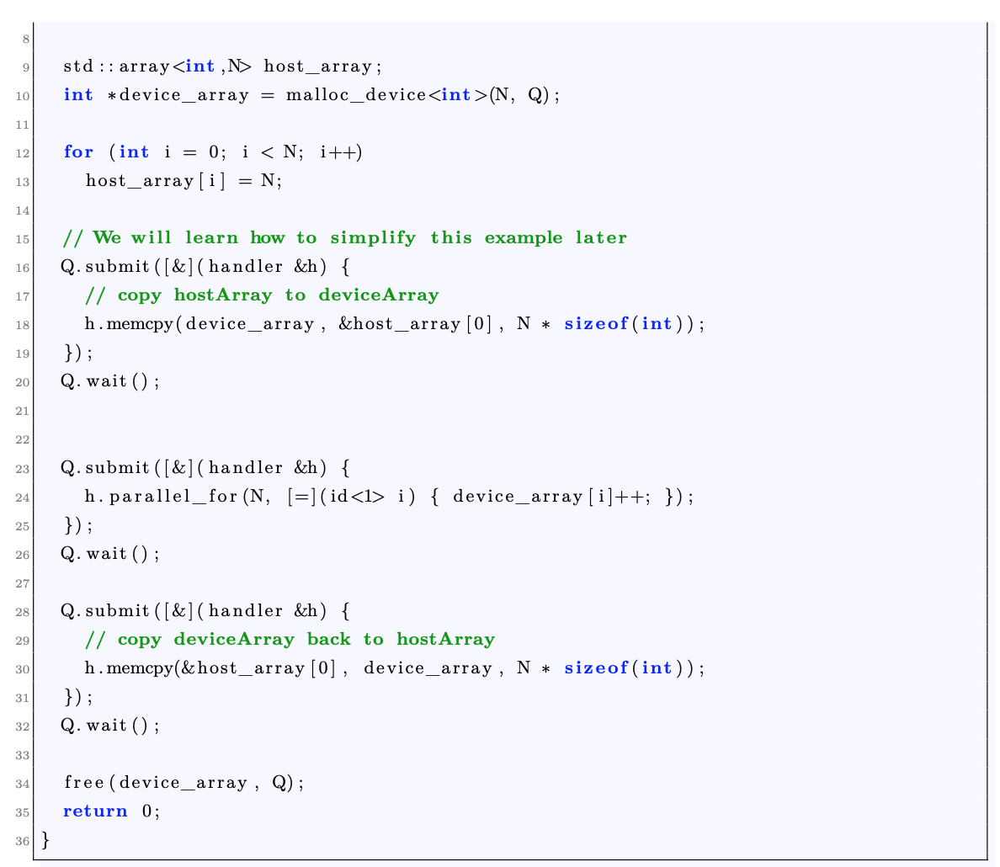 8
9 std::array<int,N> host_array;
10 int *device_array = malloc_device<int>(N, Q);
11
12 for (int i = 0; i < N; i++)
13 host_array[i] = N;
14
15 // We will learn how to simplify this example later
16 Q.submit([&](handler &h) {
17 // copy hostArray to deviceArray
18 h.memcpy(device_array, &host_array[0], N * sizeof(int));
19 });
20 Q.wait();
21
22
23 Q.submit([&](handler &h) {
24 h.parallel_for(N, [=](id<1> i) { device_array[i]++; });
25 });
26 Q.wait();
27
28 Q.submit([&](handler &h) {
29 // copy deviceArray back to hostArray
30 h.memcpy(&host_array[0], device_array, N * sizeof(int));
31 });
32 Q.wait();
33
34 free(device_array, Q);
35 return 0;
36 }